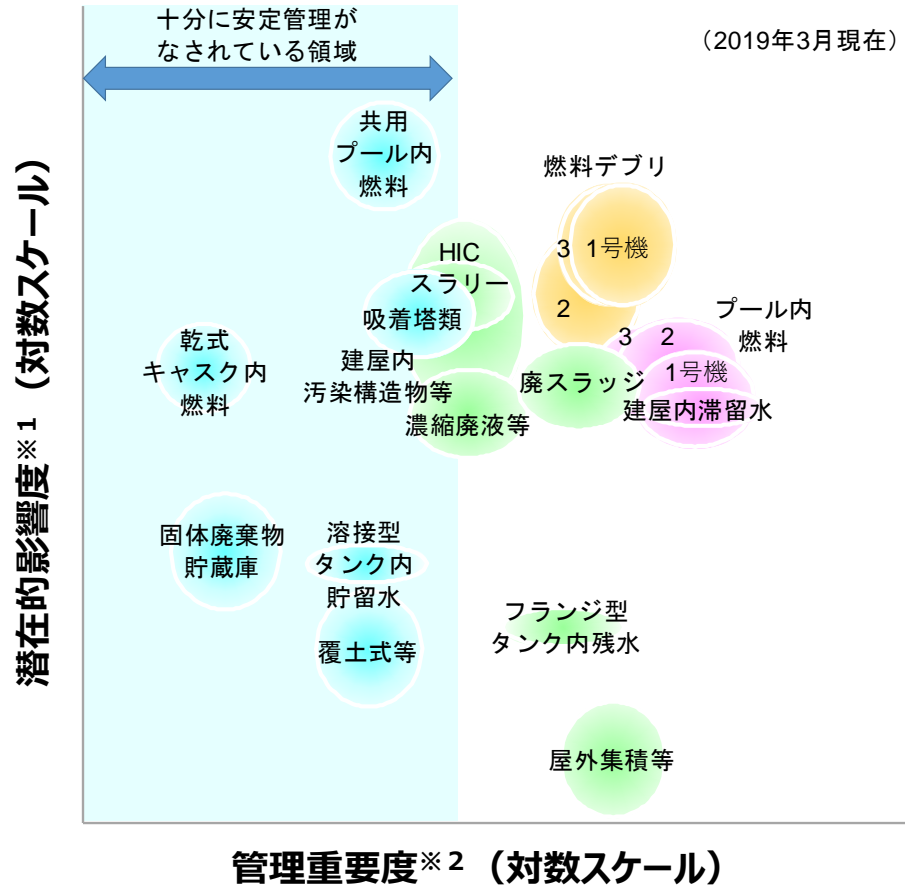 十分に安定管理が
なされている領域
（2019年3月現在）
共用
プール内
燃料
燃料デブリ
3
1号機
2
HIC
スラリー
吸着塔類
プール内
燃料
3
2
1号機
建屋内滞留水
乾式
キャスク内
燃料
建屋内
汚染構造物等
廃スラッジ
濃縮廃液等
固体廃棄物
貯蔵庫
溶接型
タンク内
貯留水
覆土式等
フランジ型
タンク内残水
屋外集積等
潜在的影響度※1（対数スケール）
管理重要度※2（対数スケール）